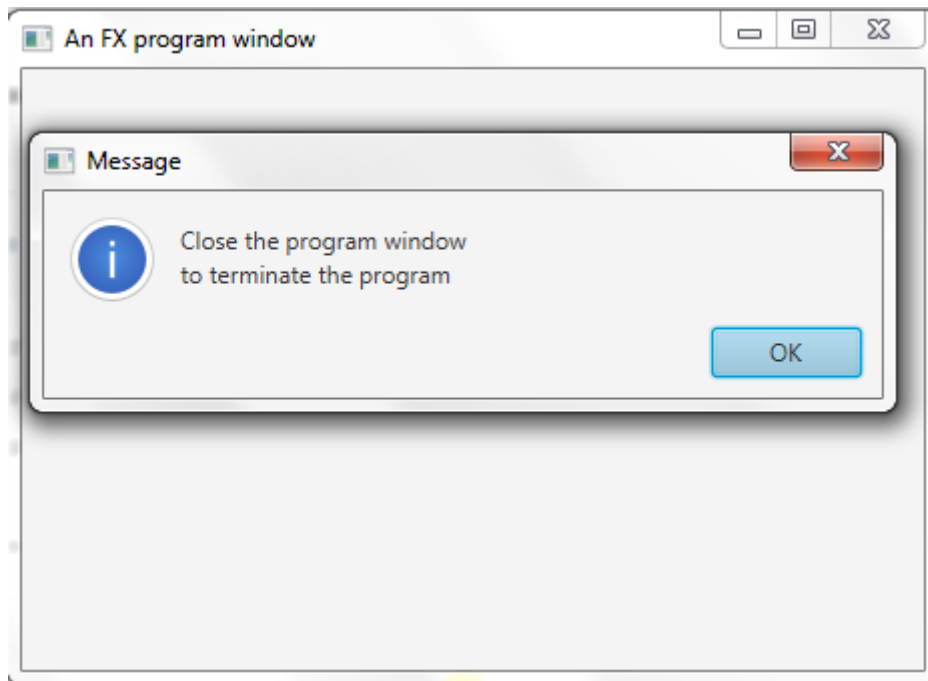 An FX program window
Message
i
Close the program window
to terminate the program
OK